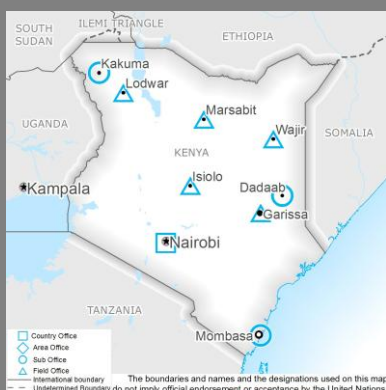 ILEMI TRIANGLE
SOUTH
SUDAN
ETHIOPIA
Kakuma
Lodwar
Marsabit
UGANDA
Wajir
SOMALIA
KENYA
Isiolo
Dadaab
Kampala
Garissa
Nairobi
TANZANIA
Mombasa
Country Office
Area Office
Sub Office
Field Office
International boundary
The boundaries and names and the designations used on this map
Undetermined Boundary
do not imply official endorsement or acceptance by the United Nations